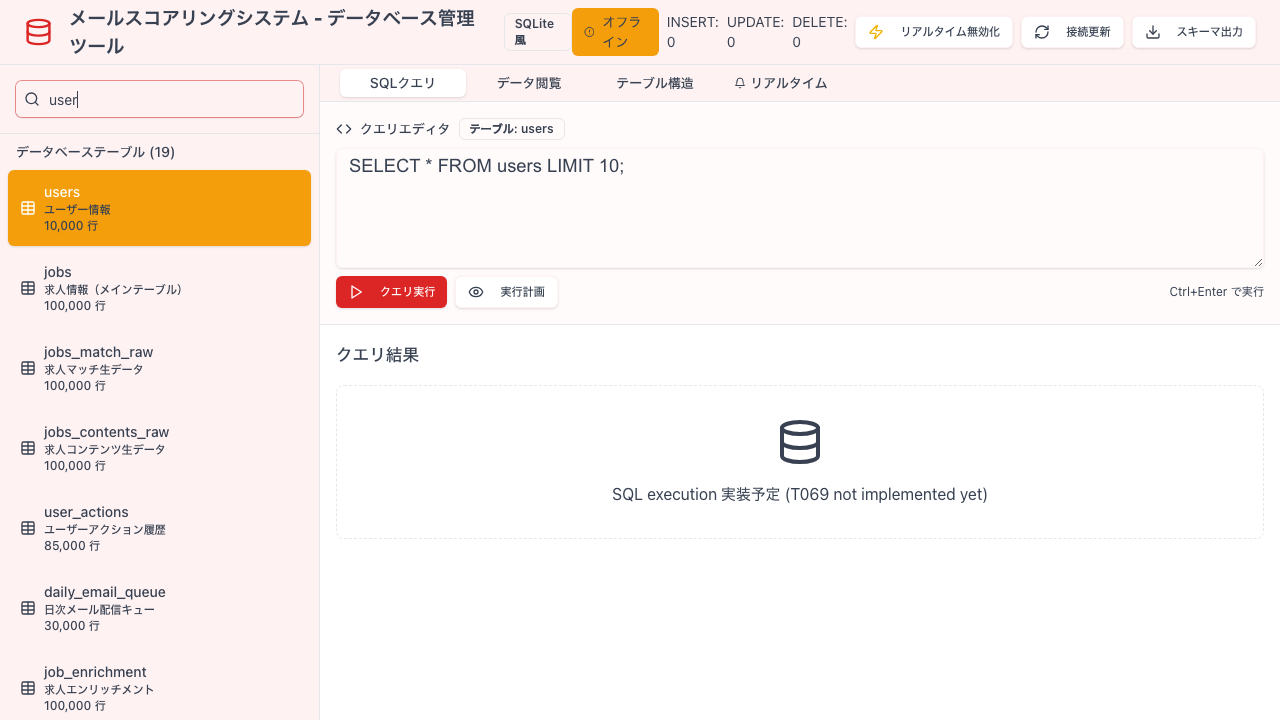 メールスコアリングシステム - データベース管理
ツール
SQLite
風
オフラ
イン
INSERT:
0
UPDATE:
0
DELETE:
0
リアルタイム無効化
接続更新
スキーマ出力
user
データベーステーブル (19)
users
ユーザー情報
10,000 行
jobs
求人情報（メインテーブル）
100,000 行
jobs_match_raw
求人マッチ生データ
100,000 行
jobs_contents_raw
求人コンテンツ生データ
100,000 行
user_actions
ユーザーアクション履歴
85,000 行
daily_email_queue
日次メール配信キュー
30,000 行
job_enrichment
求人エンリッチメント
100,000 行
SQLクエリ
データ閲覧
テーブル構造
リアルタイム
クエリエディタ
テーブル: users
SELECT * FROM users LIMIT 10;
クエリ実行
実行計画
Ctrl+Enter で実行
クエリ結果
SQL execution 実装予定 (T069 not implemented yet)